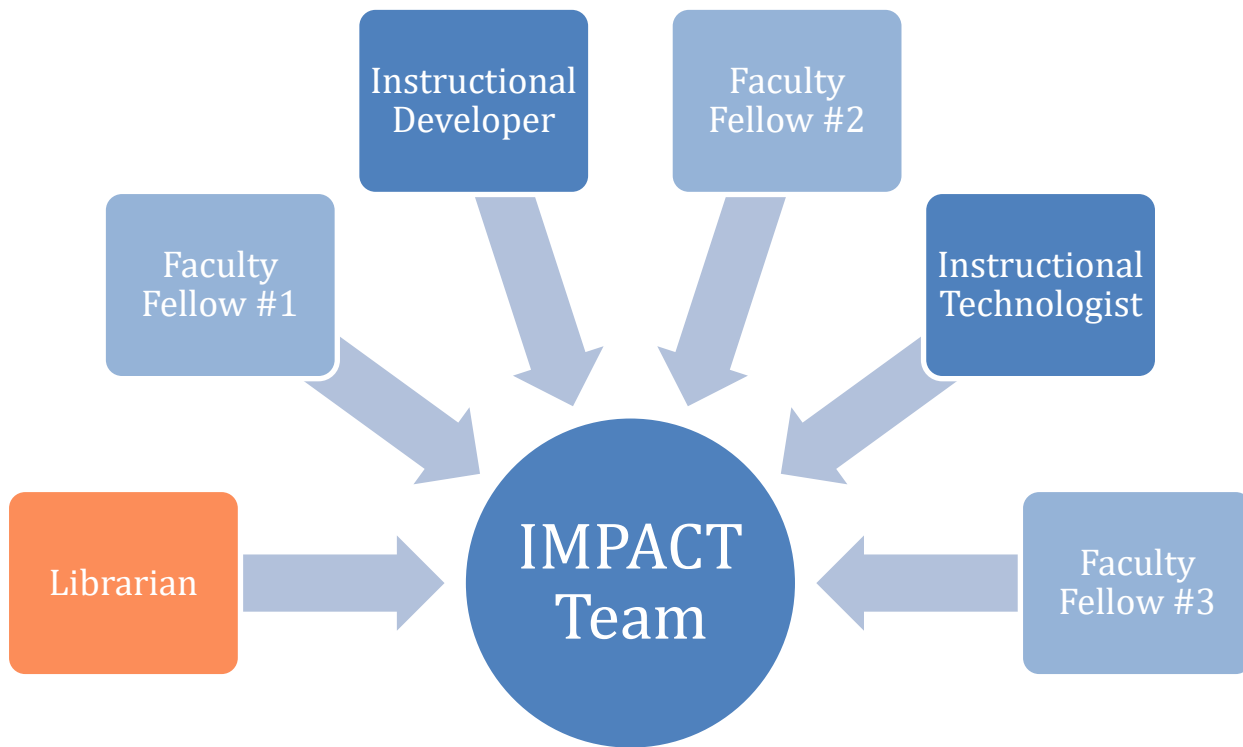 Instructional
Developer
Faculty
Fellow #2
Faculty
Fellow #1
Instructional
Technologist
Librarian
IMPACT
Team
Faculty
Fellow #3